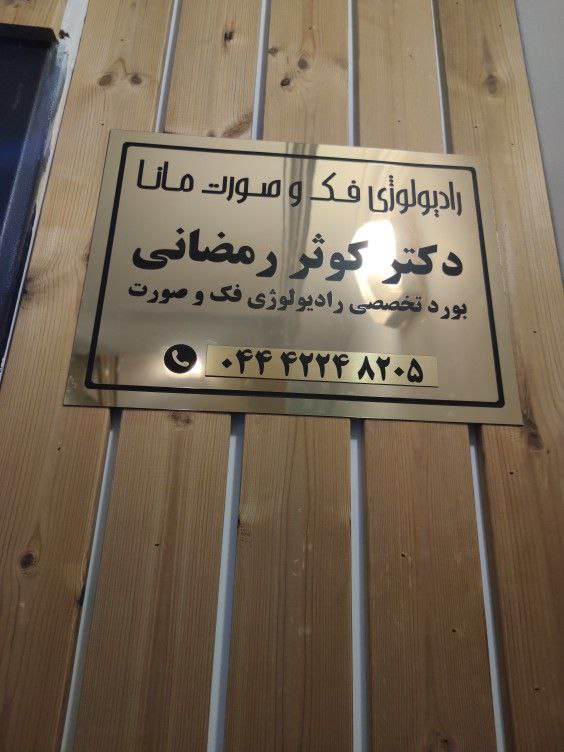 رادیولوژی فک و صورت مانا
دکتر کوثر رمضانی
بورد تخصصی رادیولوژی فک و صورت
۰۴۴ ۴۲۲۴ ۸۲۰۵